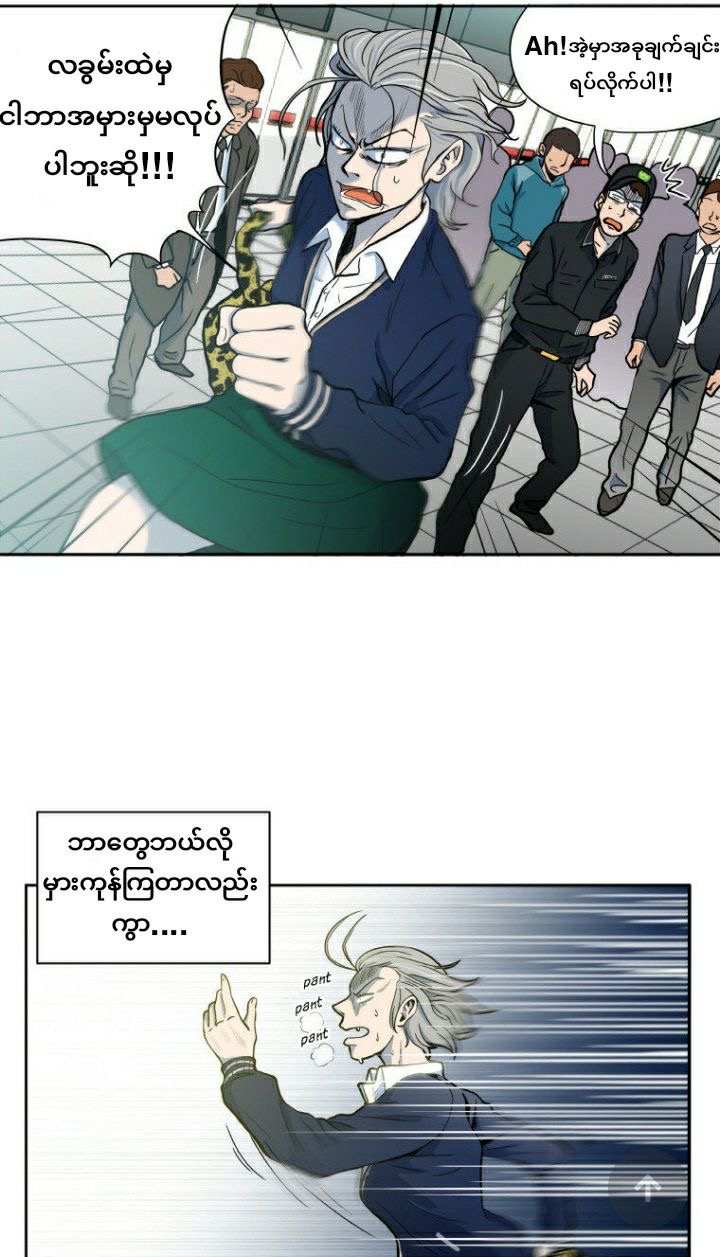 လခွမ်းထဲမှ
ငါဘာအမှားမှမလုပ်
ပါဘူးဆို!!!
Ah!အဲ့မှာအခုချက်ချင်း
ရပ်လိုက်ပါ!!
ဘာတွေဘယ်လို
မှားကုန်ကြတာလည်း
ကွာ....
pant
pant
pant